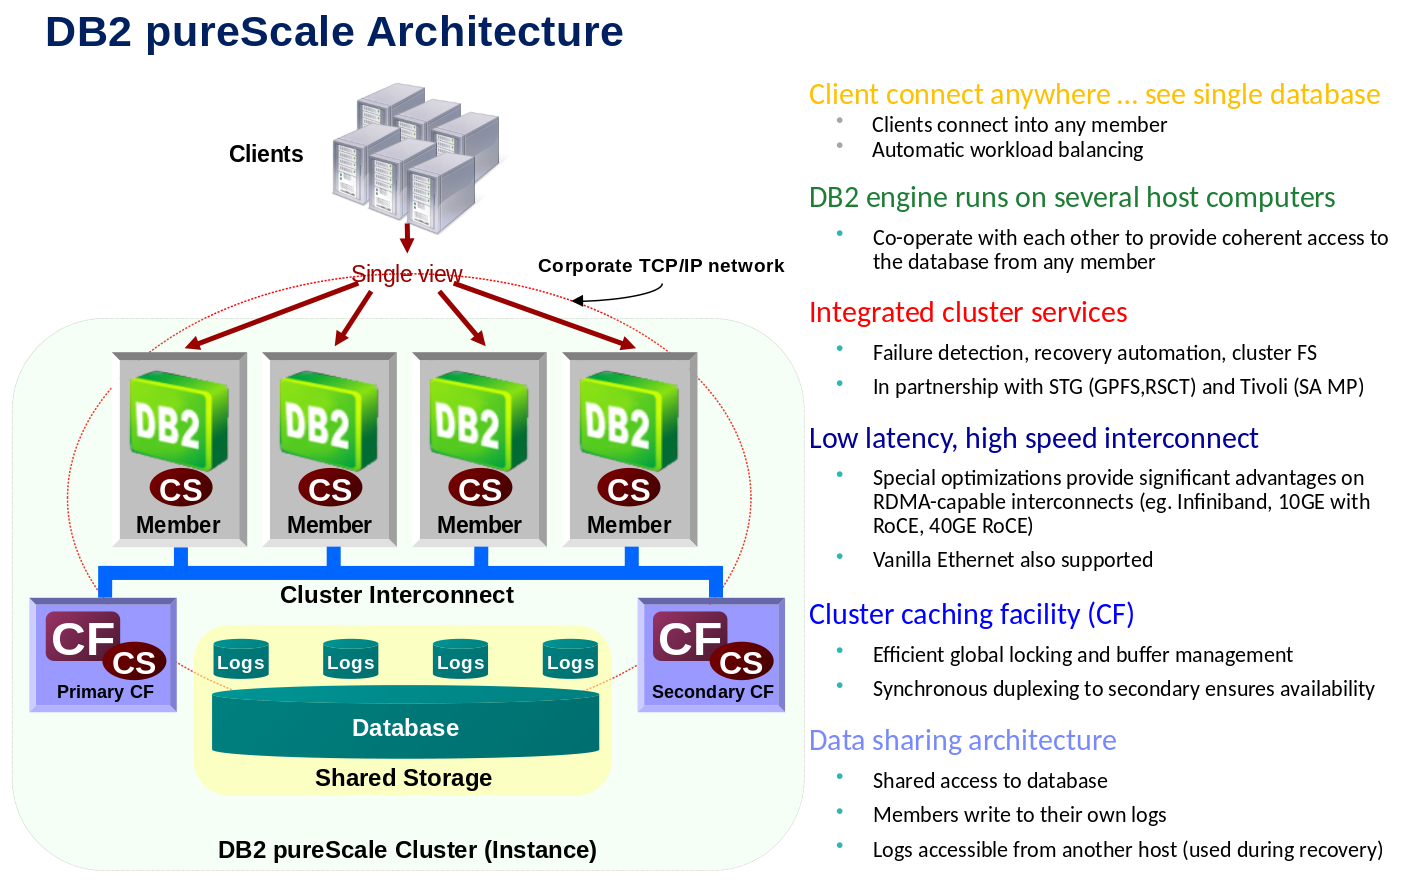 DB2 pureScale Architecture
Clients
Single view
Corporate TCP/IP network
DB2
DB2
DB2
DB2
CS
CS
CS
CS
Member
Member
Member
Member
Cluster Interconnect
CF
CS
Primary CF
CF
CS
Secondary CF
Logs
Logs
Logs
Logs
Database
Shared Storage
DB2 pureScale Cluster (Instance)
Client connect anywhere ... see single database
• Clients connect into any member
• Automatic workload balancing
DB2 engine runs on several host computers
• Co-operate with each other to provide coherent access to
the database from any member
Integrated cluster services
• Failure detection, recovery automation, cluster FS
• In partnership with STG (GPFS,RSCT) and Tivoli (SA MP)
Low latency, high speed interconnect
• Special optimizations provide significant advantages on
RDMA-capable interconnects (eg. Infiniband, 10GE with
RoCE, 40GE RoCE)
• Vanilla Ethernet also supported
Cluster caching facility (CF)
• Efficient global locking and buffer management
• Synchronous duplexing to secondary ensures availability
Data sharing architecture
• Shared access to database
• Members write to their own logs
• Logs accessible from another host (used during recovery)